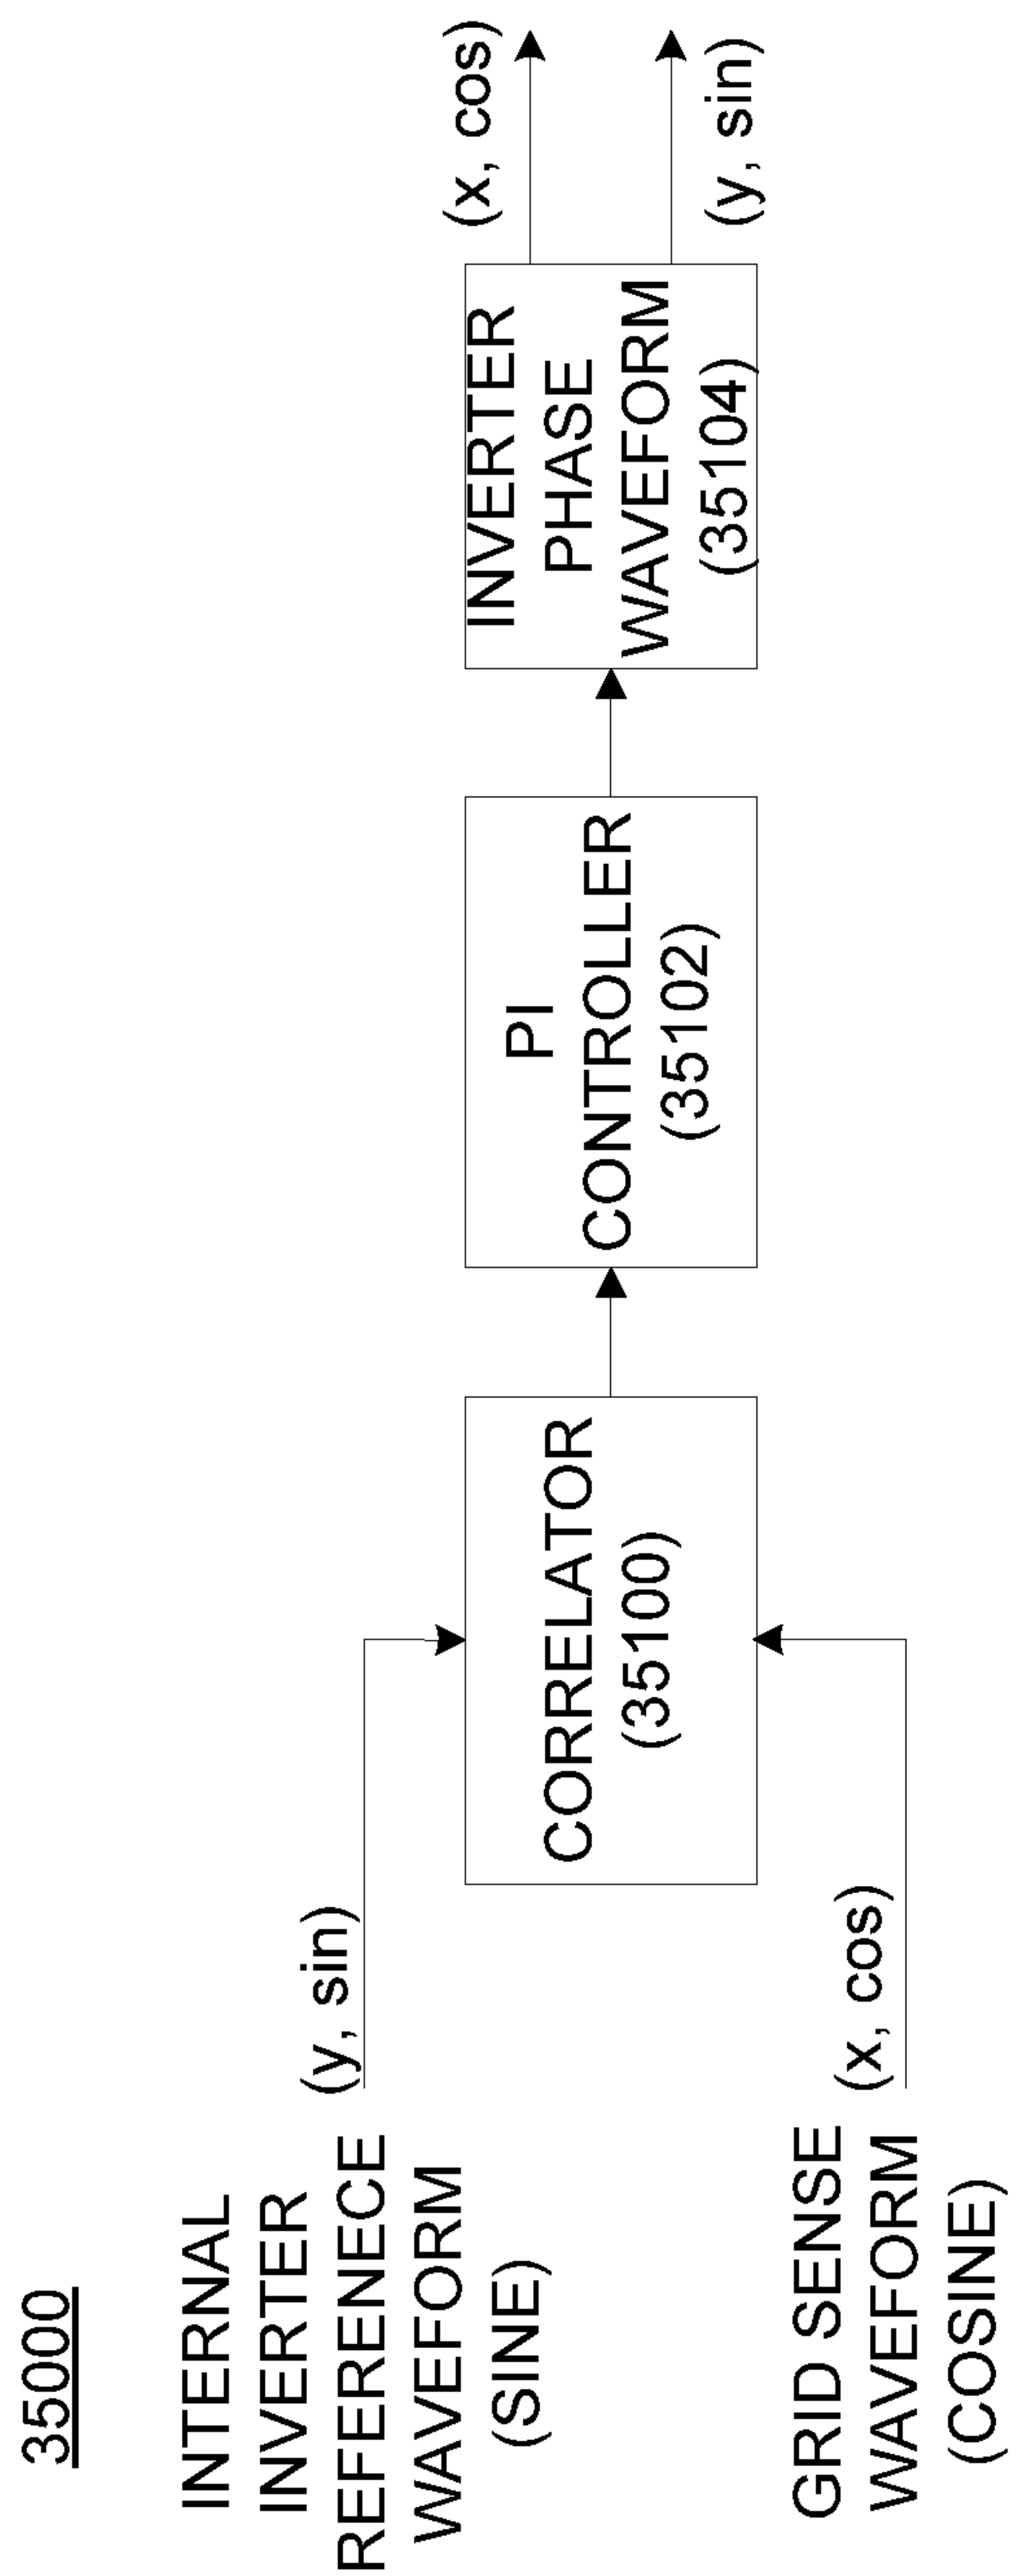 35000
INTERNAL
INVERTER
REFERENECE
WAVEFORM
(SINE)
(y, sin)
GRID SENSE
WAVEFORM
(COSINE)
(x, cos)
CORRELATOR
(35100)
PI
CONTROLLER
(35102)
INVERTER
PHASE
WAVEFORM
(35104)
(x, cos)
(y, sin)